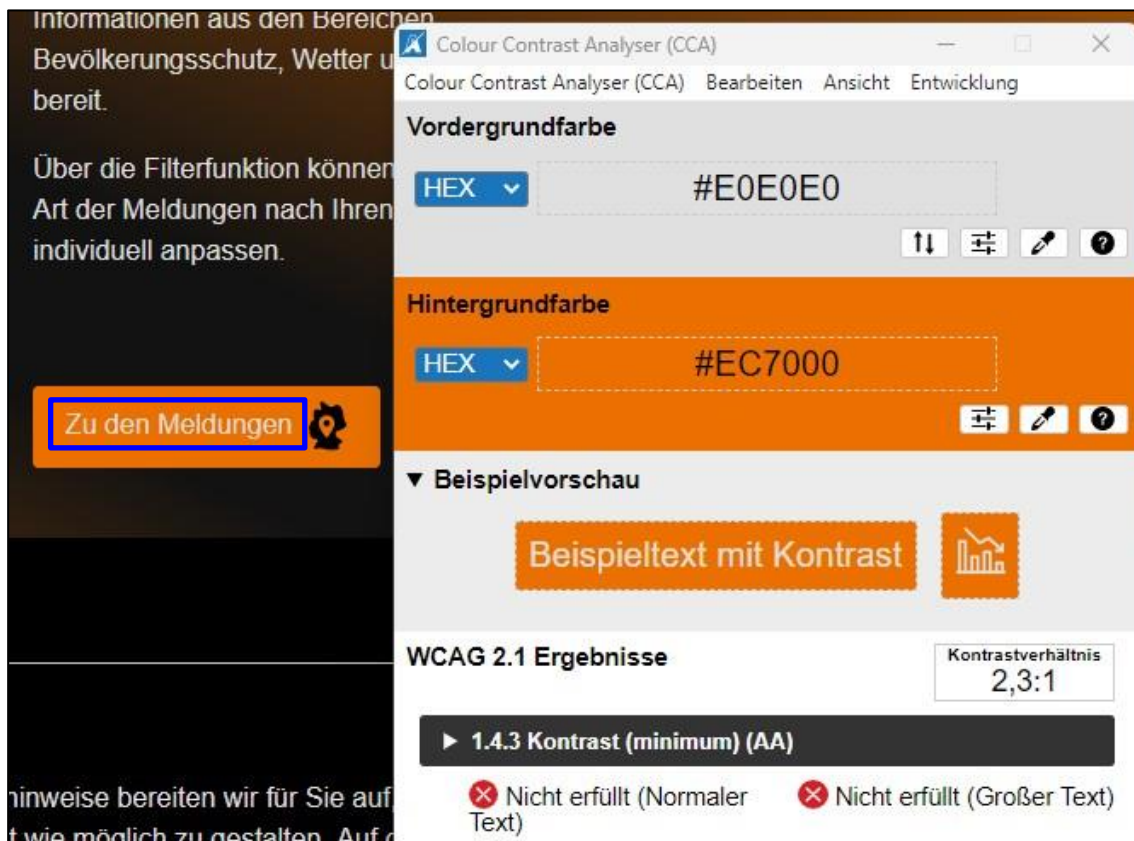 Informationen aus den Bereichen
Bevölkerungsschutz, Wetter u
bereit.
Über die Filterfunktion können
Art der Meldungen nach Ihren
individuell anpassen.
Zu den Meldungen
hinweise bereiten wir für Sie auf
t wie möglich zu gestalten. Auf d
Colour Contrast Analyser (CCA)
Colour Contrast Analyser (CCA) Bearbeiten Ansicht Entwicklung
Vordergrundfarbe
HEX #E0E0E0
Hintergrundfarbe
HEX #EC7000
▼ Beispielvorschau
Beispieltext mit Kontrast
WCAG 2.1 Ergebnisse
Kontrastverhältnis
2,3:1
▶ 1.4.3 Kontrast (minimum) (AA)
Nicht erfüllt (Normaler Text)
Nicht erfüllt (Großer Text)